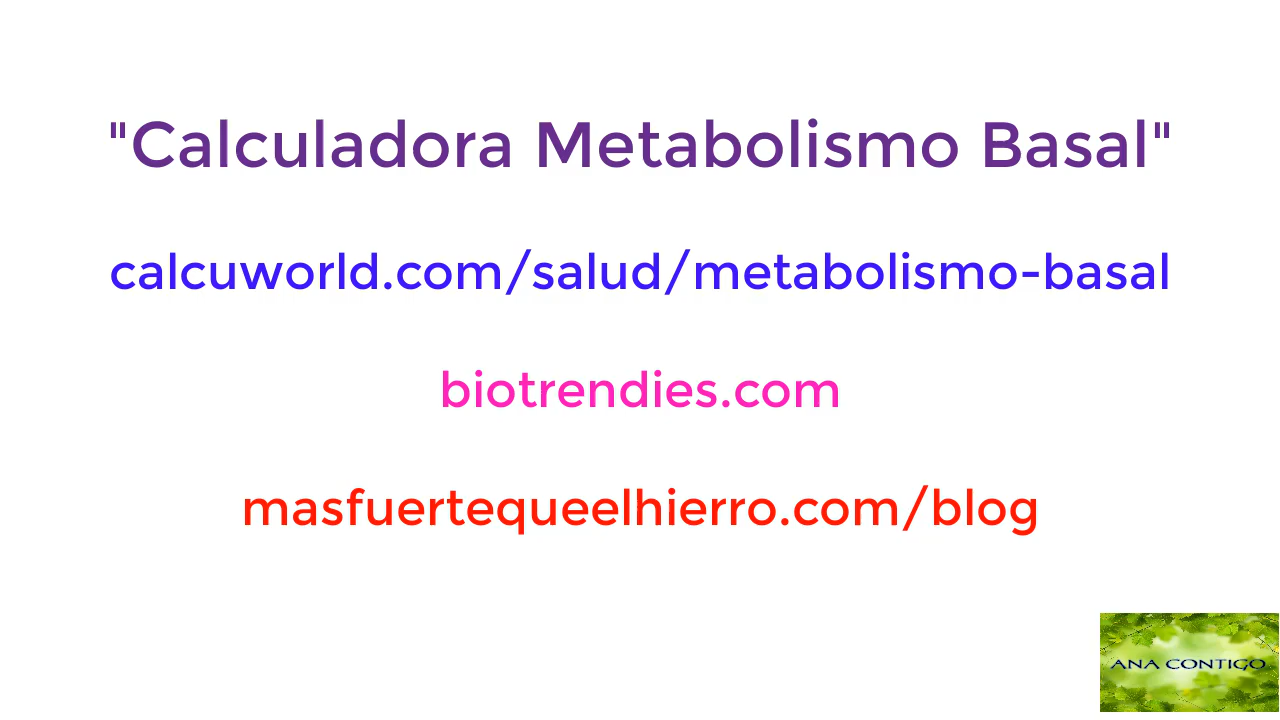 "Calculadora Metabolismo Basal"
calcuworld.com/salud/metabolismo-basal
biotrendies.com
masfuertequeelhierro.com/blog
ANA CONTIGO